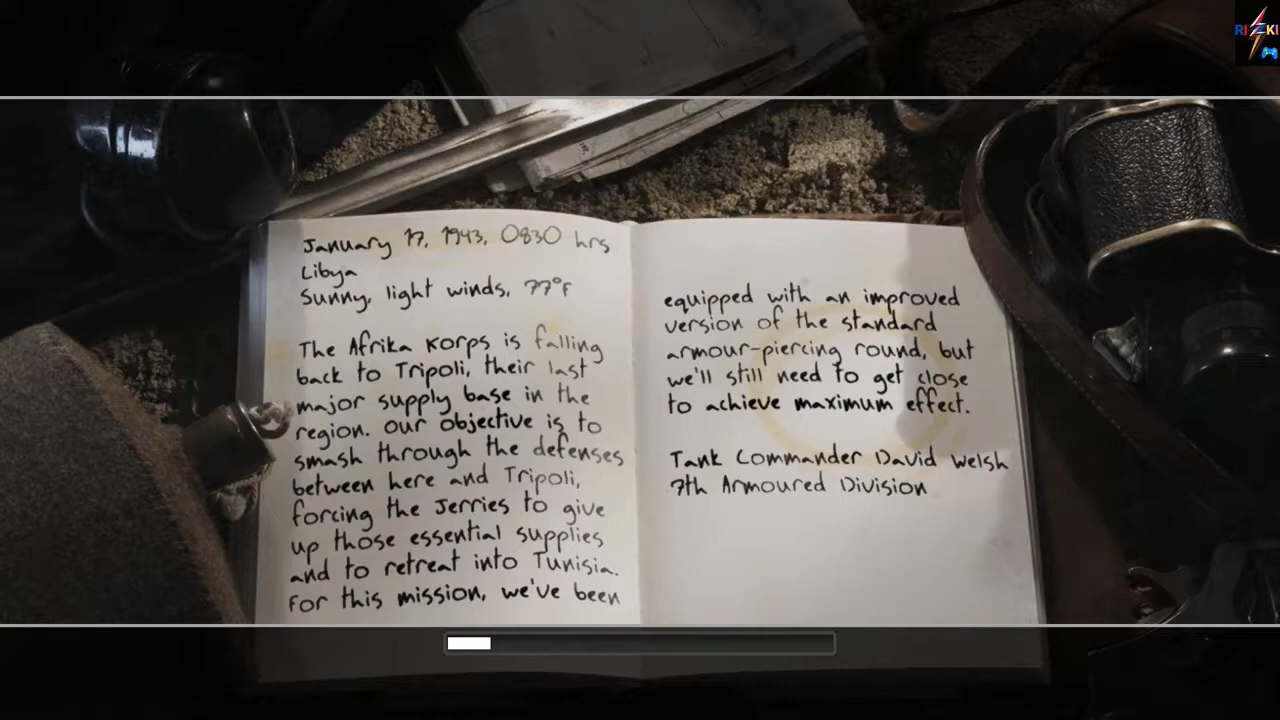 RIZKI
January 17, 1943, 0830 hrs
Libya
Sunny, light winds, 77°F
The Afrika Korps is falling
back to Tripoli, their last
major supply base in the
region. Our objective is to
smash through the defenses
between here and Tripoli,
forcing the Jerries to give
up those essential supplies
and to retreat into Tunisia.
For this mission, we've been
equipped with an improved
version of the standard
armour-piercing round, but
we'll still need to get close
to achieve maximum effect.
Tank Commander David Welsh
7th Armoured Division